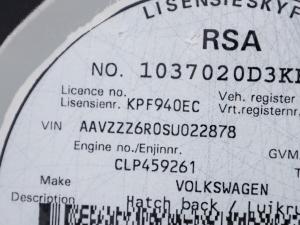 LISENSIESKYF
RSA
NO. 1037020D3K
Licence no. Veh. register
Lisensienr. KPF940EC Vrt.registernr.
VIN AAVZZZ6R0SU022878
Engine no./Enjinnr. GVM
CLP459261
Make VOLKSWAGEN
Description Hatch back / Luikru